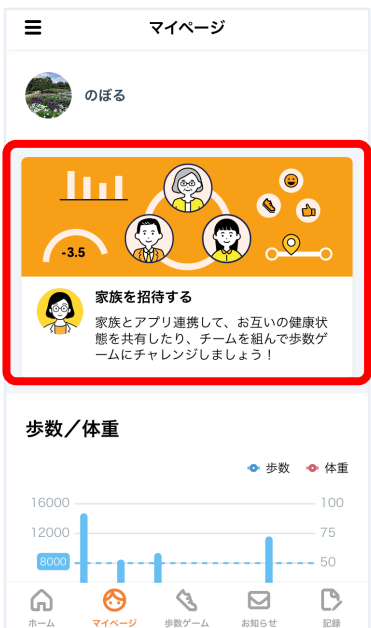 マイページ
のぼる
-3.5
家族を招待する
家族とアプリ連携して、お互いの健康状
態を共有したり、チームを組んで歩数ゲ
ームにチャレンジしましょう！
歩数／体重
歩数 体重
16000 100
12000 75
8000 50
ホーム マイページ 歩数ゲーム お知らせ 記録